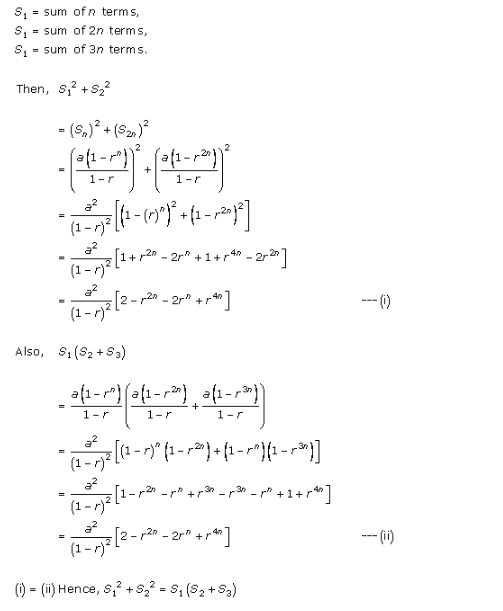 S₁ = sum of n terms,
S₁ = sum of 2n terms,
S₁ = sum of 3n terms.
Then, S₁² + S₂²
= (Sₙ)² + (S₂ₙ)²
= (a(1 − rⁿ)/(1 − r))² + (a(1 − r²ⁿ)/(1 − r))²
= a²/(1 − r)² [(1 − (r)ⁿ)² + (1 − r²ⁿ)²]
= a²/(1 − r)² [1 + r²ⁿ − 2rⁿ + 1 + r⁴ⁿ − 2r²ⁿ]
= a²/(1 − r)² [2 − r²ⁿ − 2rⁿ + r⁴ⁿ] ---(i)
Also, S₁(S₂ + S₃)
= a(1 − rⁿ)/(1 − r) (a(1 − r²ⁿ)/(1 − r) + a(1 − r³ⁿ)/(1 − r))
= a²/(1 − r)² [(1 − r)ⁿ (1 − r²ⁿ) + (1 − rⁿ)(1 − r³ⁿ)]
= a²/(1 − r)² [1 − r²ⁿ − rⁿ + r³ⁿ − r³ⁿ − rⁿ + 1 + r⁴ⁿ]
= a²/(1 − r)² [2 − r²ⁿ − 2rⁿ + r⁴ⁿ] ---(ii)
(i) = (ii) Hence, S₁² + S₂² = S₁(S₂ + S₃)